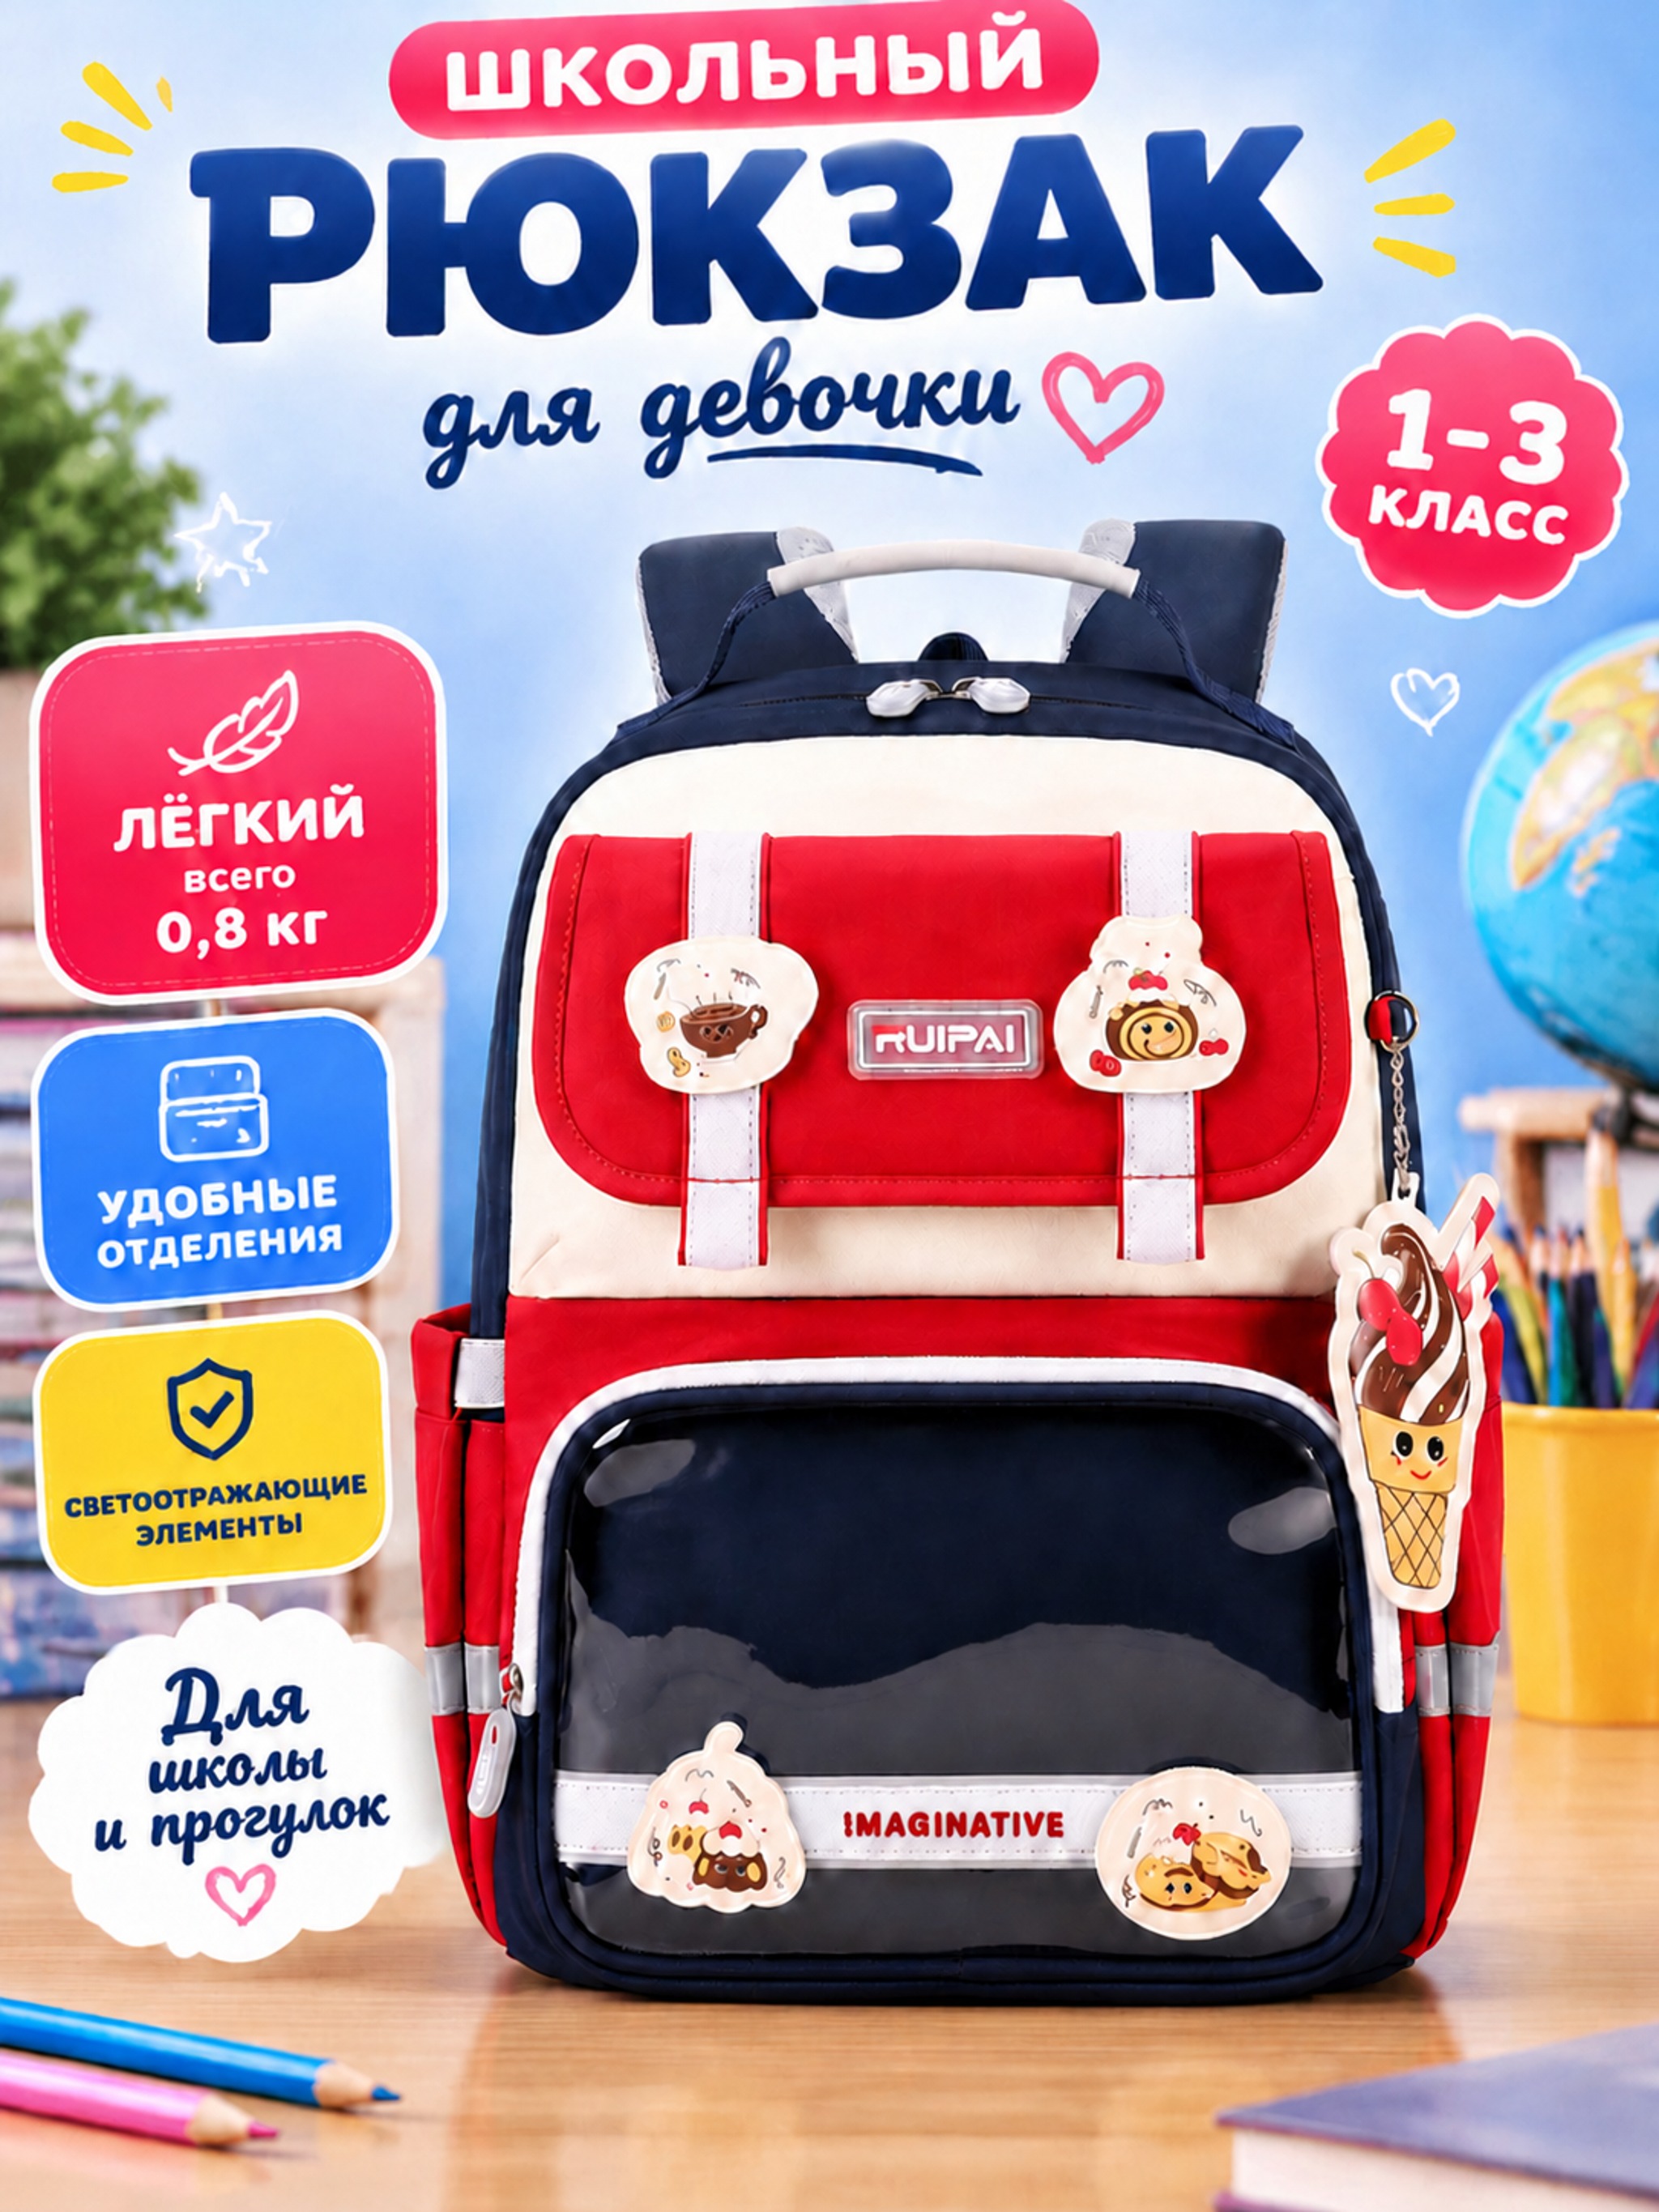 ШКОЛЬНЫЙ
РЮКЗАК
для девочки
1-3
КЛАСС
ЛЁГКИЙ
всего
0,8 кг
УДОБНЫЕ
ОТДЕЛЕНИЯ
СВЕТООТРАЖАЮЩИЕ
ЭЛЕМЕНТЫ
Для
школы
и прогулок
RUIPAI
IMAGINATIVE